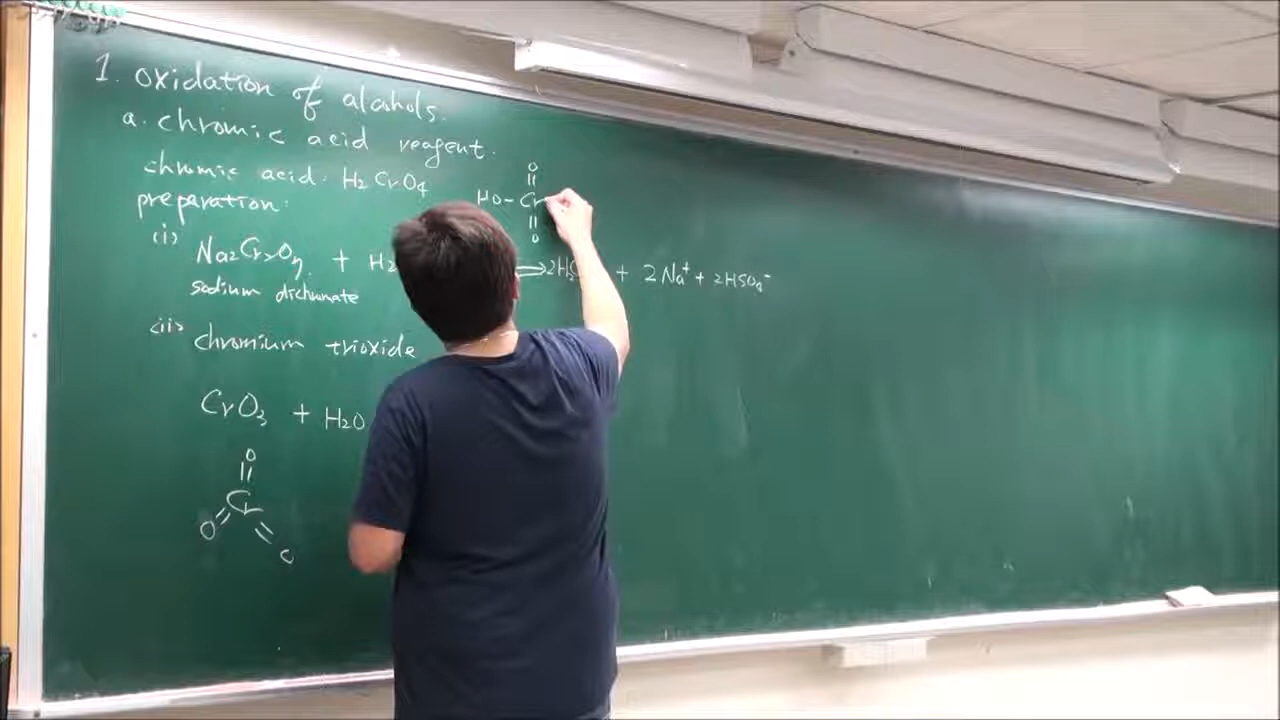 1. oxidation of alcohols.
a. chromic acid reagent.
chromic acid: H2CrO4
preparation:
O
HO-Cr
O
(i)
Na2Cr2O7 + H2
2H2 + 2Na+ + 2HSO4-
sodium dichromate
(ii) chromium trioxide
CrO3 + H2O
O
Cr
O
O